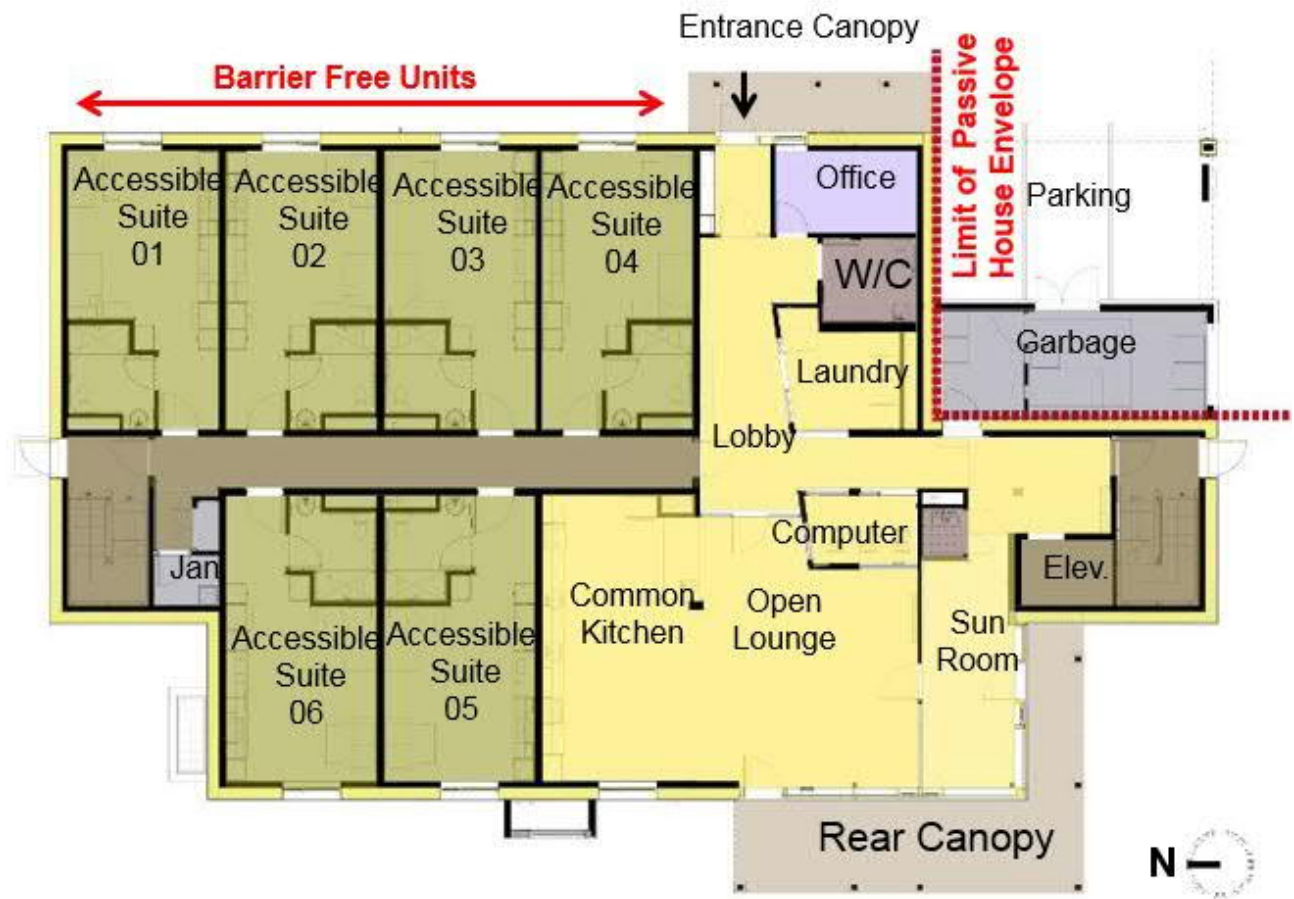 Entrance Canopy
Barrier Free Units
Limit of Passive
House Envelope
Accessible
Suite
01
Accessible
Suite
02
Accessible
Suite
03
Accessible
Suite
04
Office
Parking
W/C
Garbage
Laundry
Lobby
Computer
Jan
Elev.
Common
Kitchen
Open
Lounge
Sun
Room
Accessible
Suite
06
Accessible
Suite
05
Rear Canopy
N